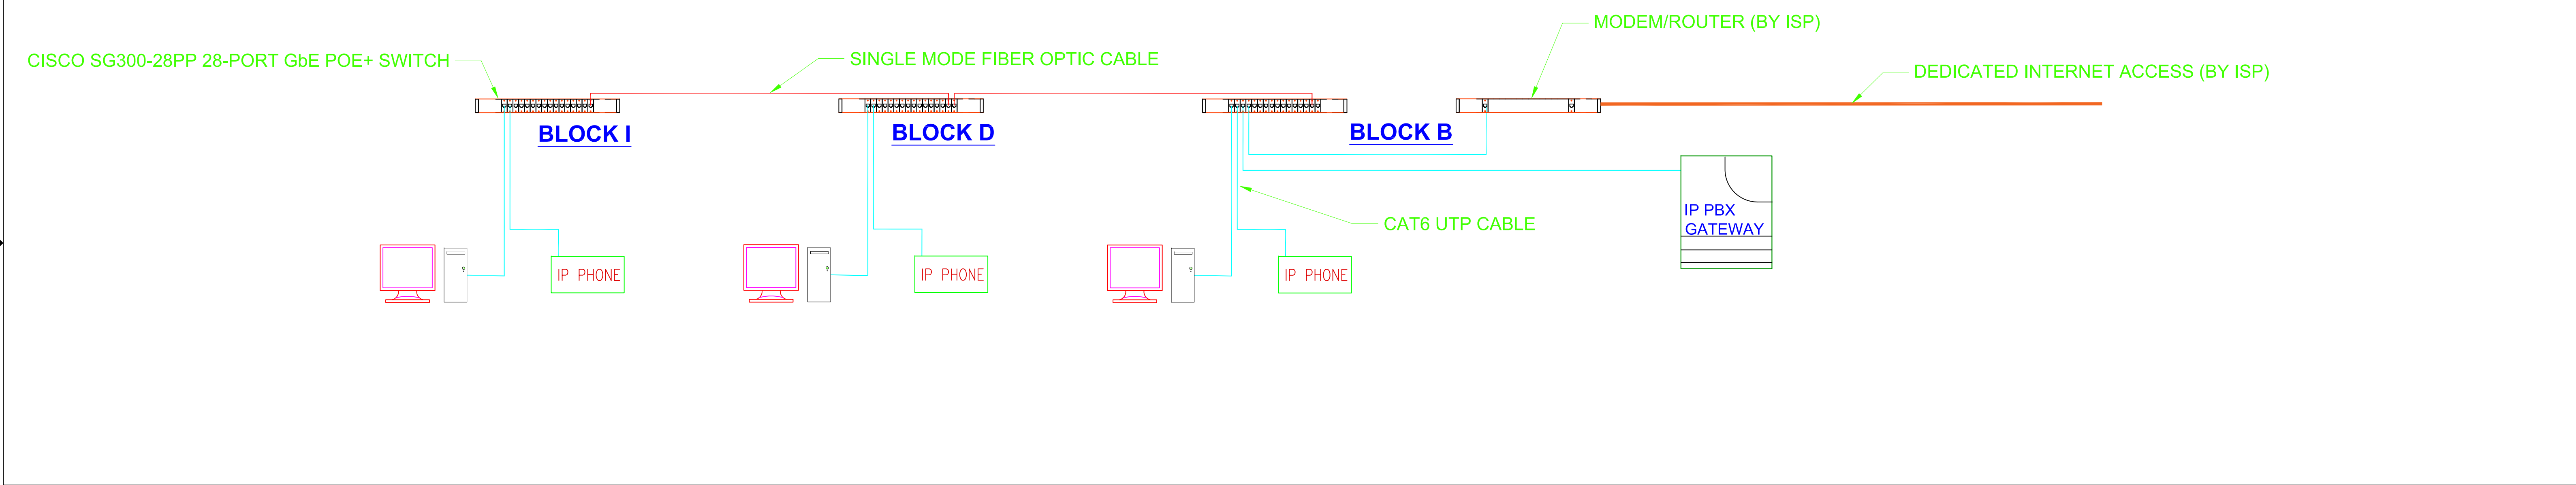 MODEM/ROUTER (BY ISP)
CISCO SG300-28PP 28-PORT GbE POE+ SWITCH
SINGLE MODE FIBER OPTIC CABLE
DEDICATED INTERNET ACCESS (BY ISP)
BLOCK I
BLOCK D
BLOCK B
IP PBX
GATEWAY
CAT6 UTP CABLE
IP PHONE
IP PHONE
IP PHONE